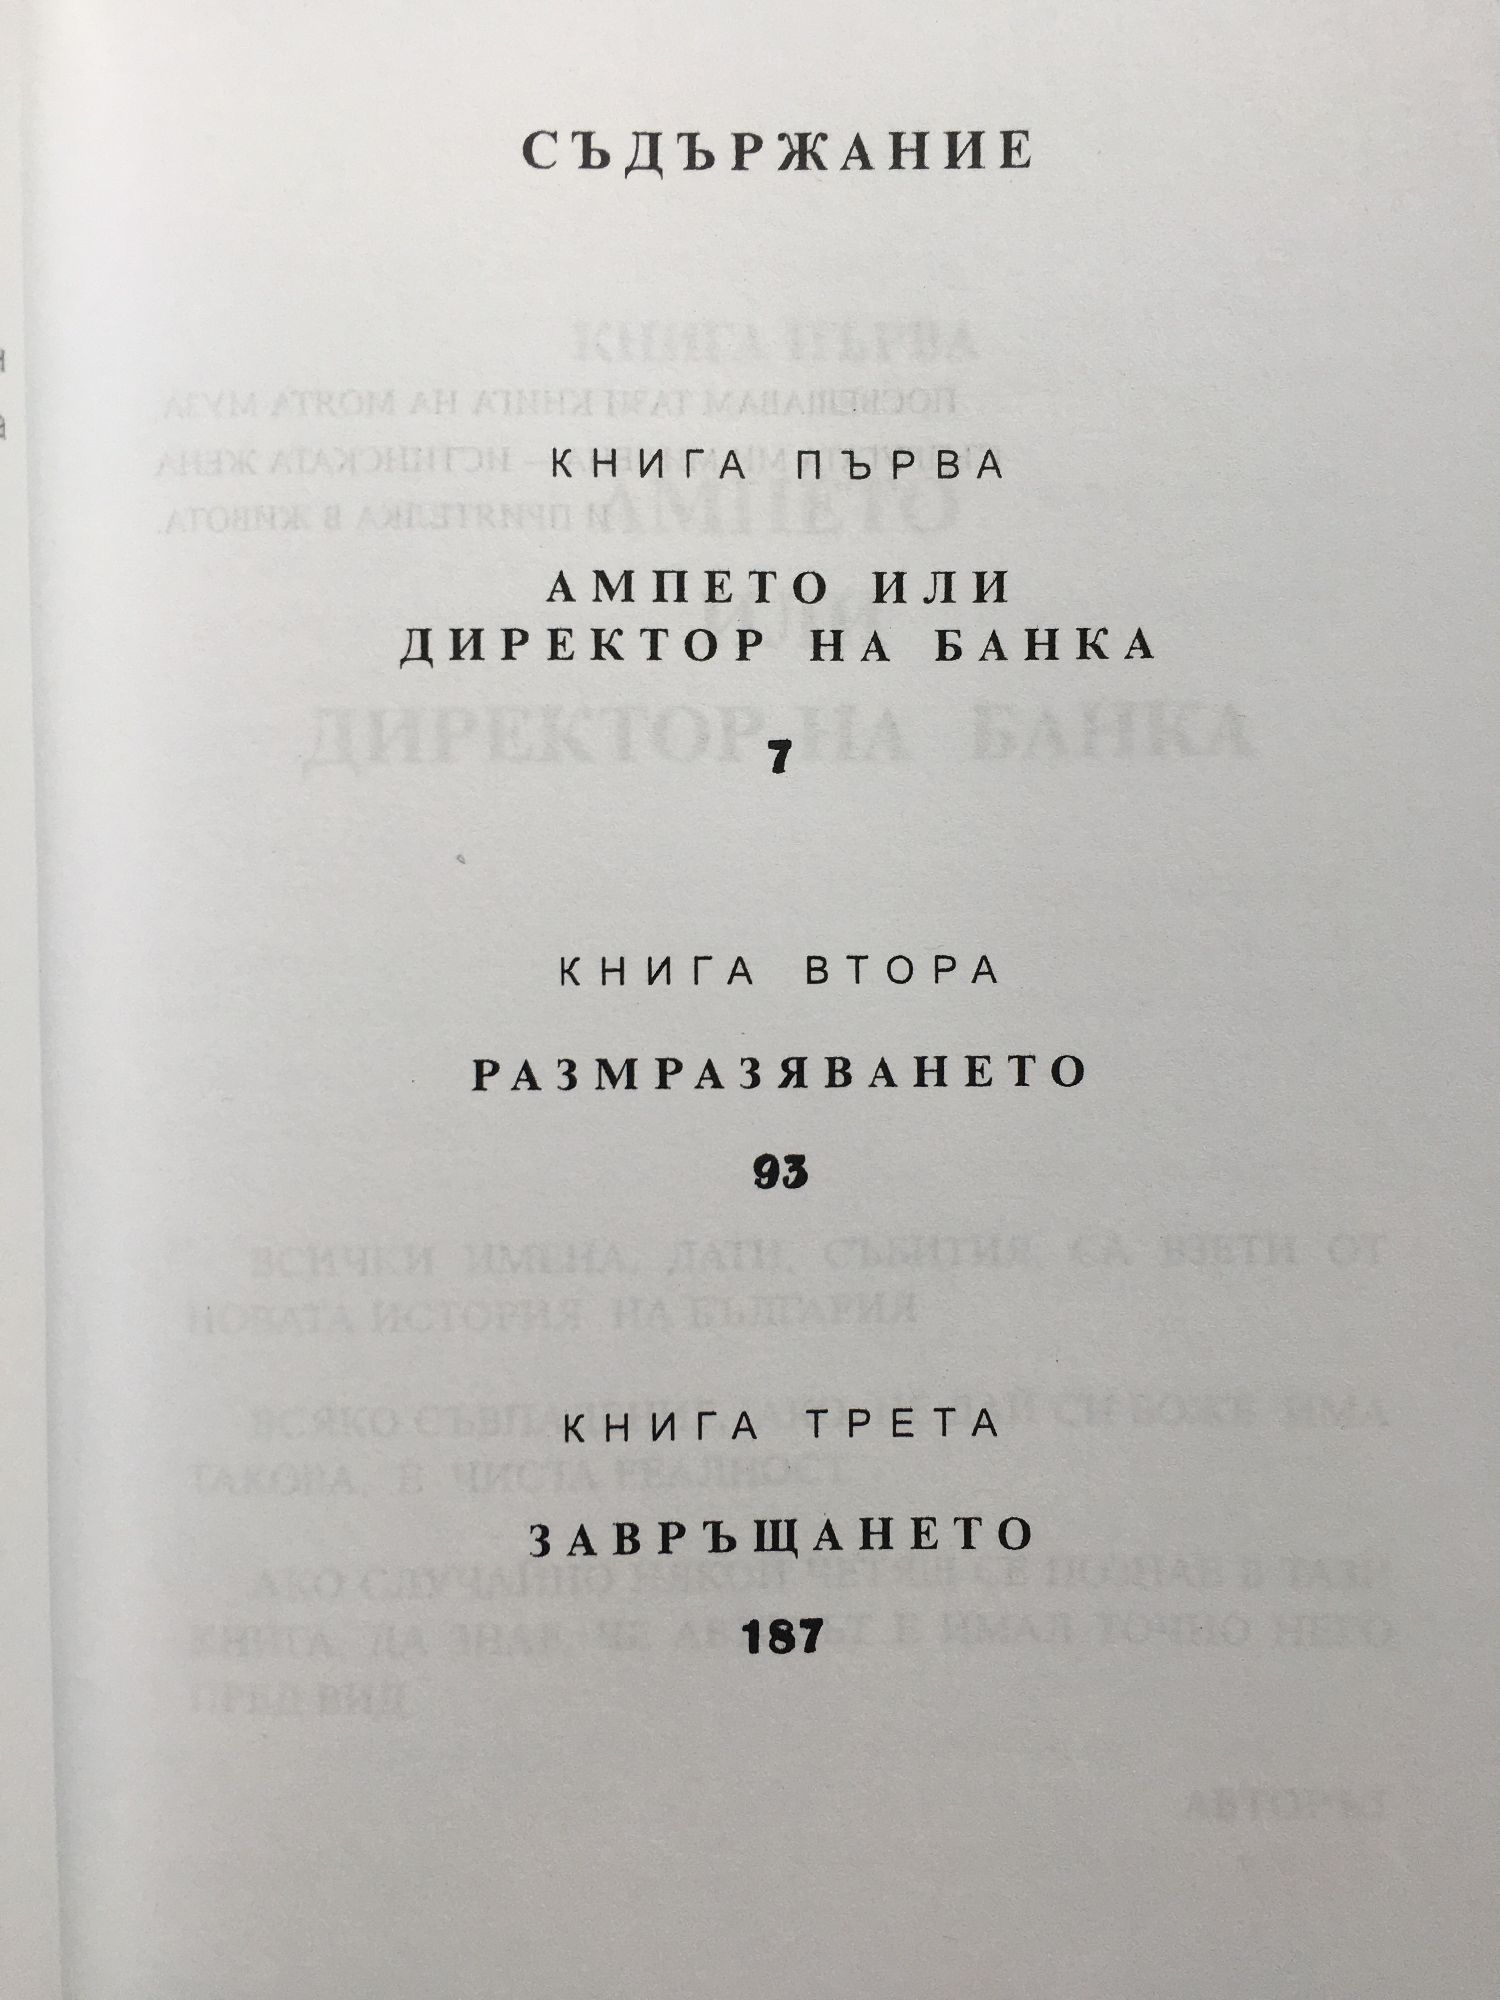 СЪДЪРЖАНИЕ
КНИГА ПЪРВА
АМПЕТО ИЛИ
ДИРЕКТОР НА БАНКА
7
КНИГА ВТОРА
РАЗМРАЗЯВАНЕТО
93
КНИГА ТРЕТА
ЗАВРЪЩАНЕТО
187